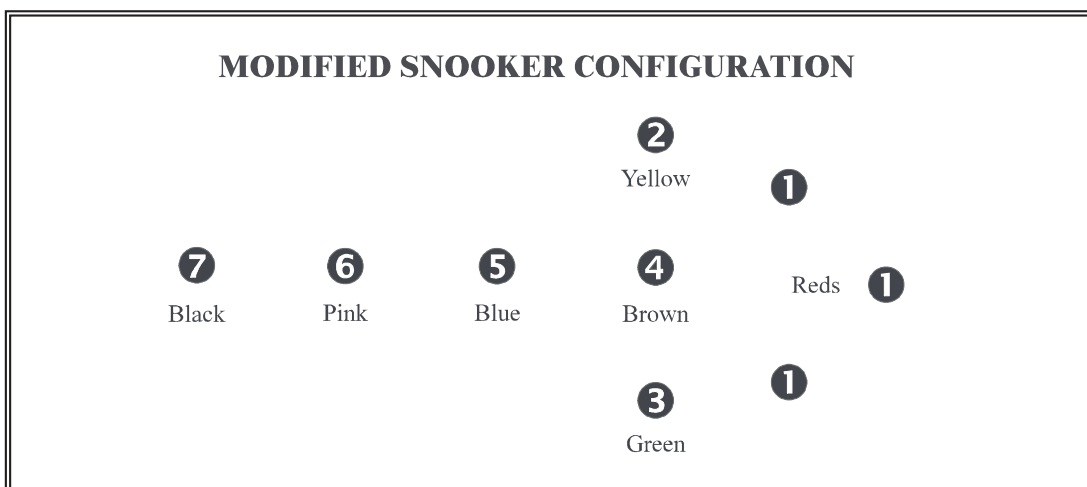 MODIFIED SNOOKER CONFIGURATION
2
Yellow
1
7
6
5
4
Reds 1
Black
Pink
Blue
Brown
1
3
Green